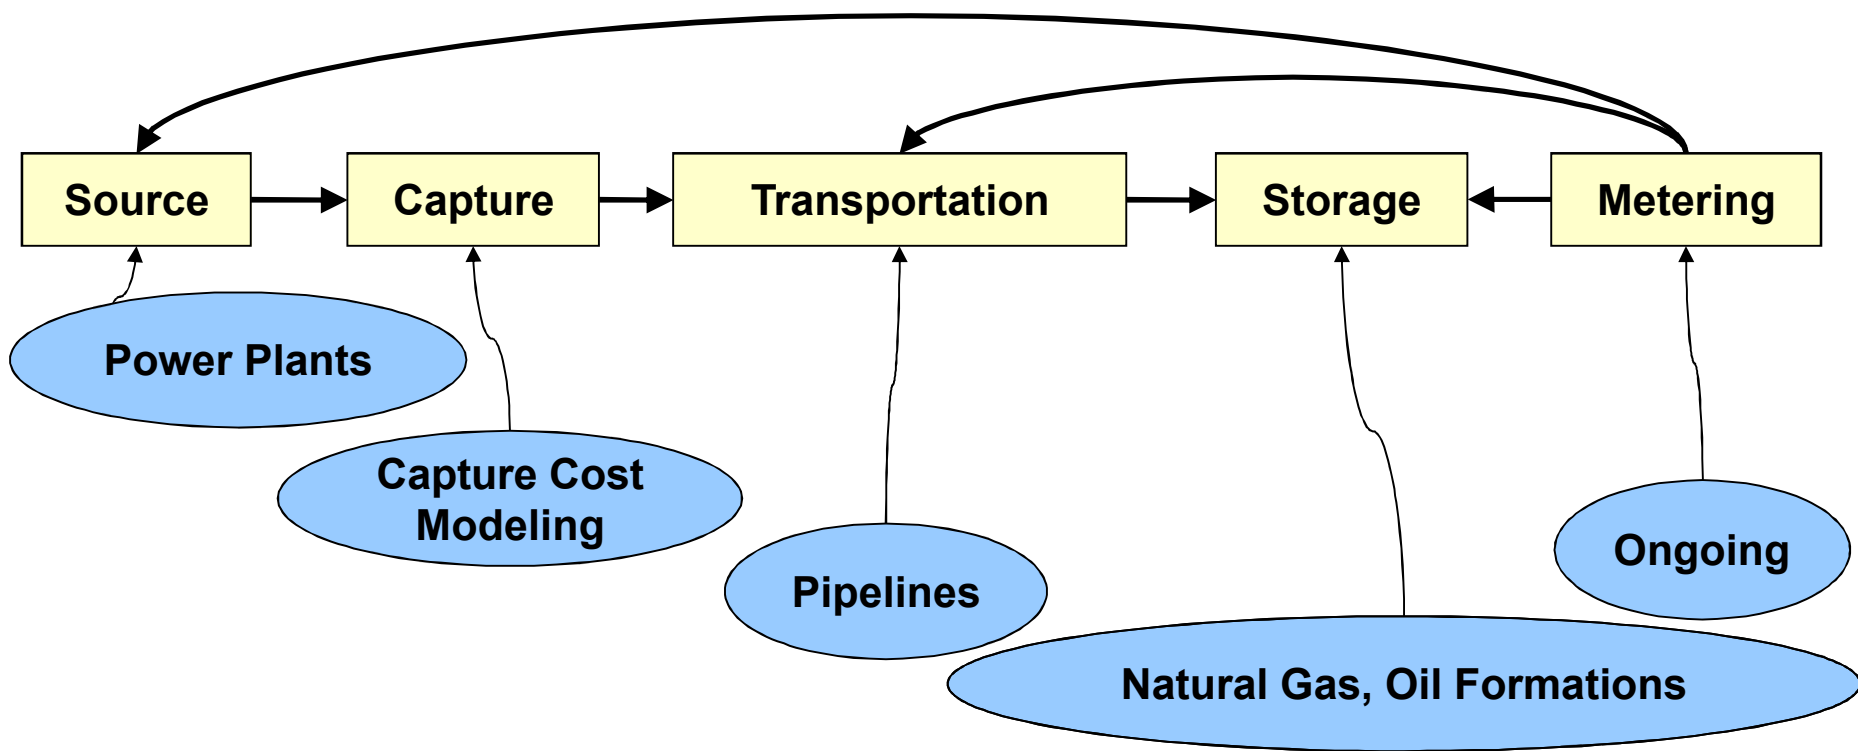 Source
Capture
Transportation
Storage
Metering
Power Plants
Capture Cost
Modeling
Pipelines
Ongoing
Natural Gas, Oil Formations